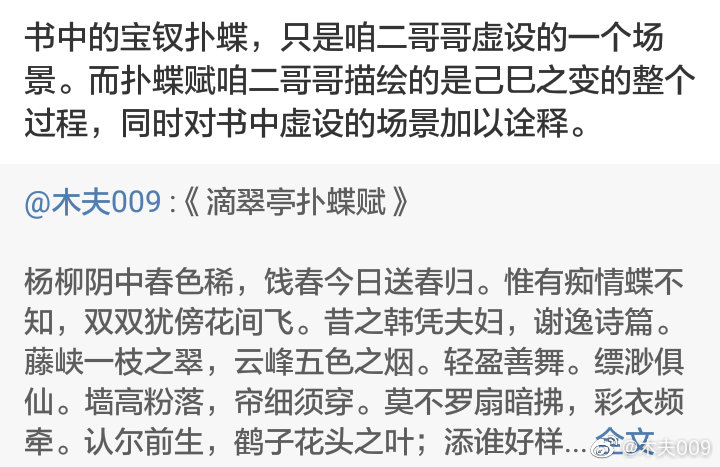 书中的宝钗扑蝶，只是咱二哥哥虚设的一个场
景。而扑蝶赋咱二哥哥描绘的是己巳之变的整个
过程，同时对书中虚设的场景加以诠释。
@木夫009 :《滴翠亭扑蝶赋》
杨柳阴中春色稀，饯春今日送春归。惟有痴情蝶不
知，双双犹傍花间飞。昔之韩凭夫妇，谢逸诗篇。
藤峡一枝之翠，云峰五色之烟。轻盈善舞。缥渺俱
仙。墙高粉落，帘细须穿。莫不罗扇暗拂，彩衣频
牵。认尔前生，鹤子花头之叶；添谁好样... 全文
@木夫009